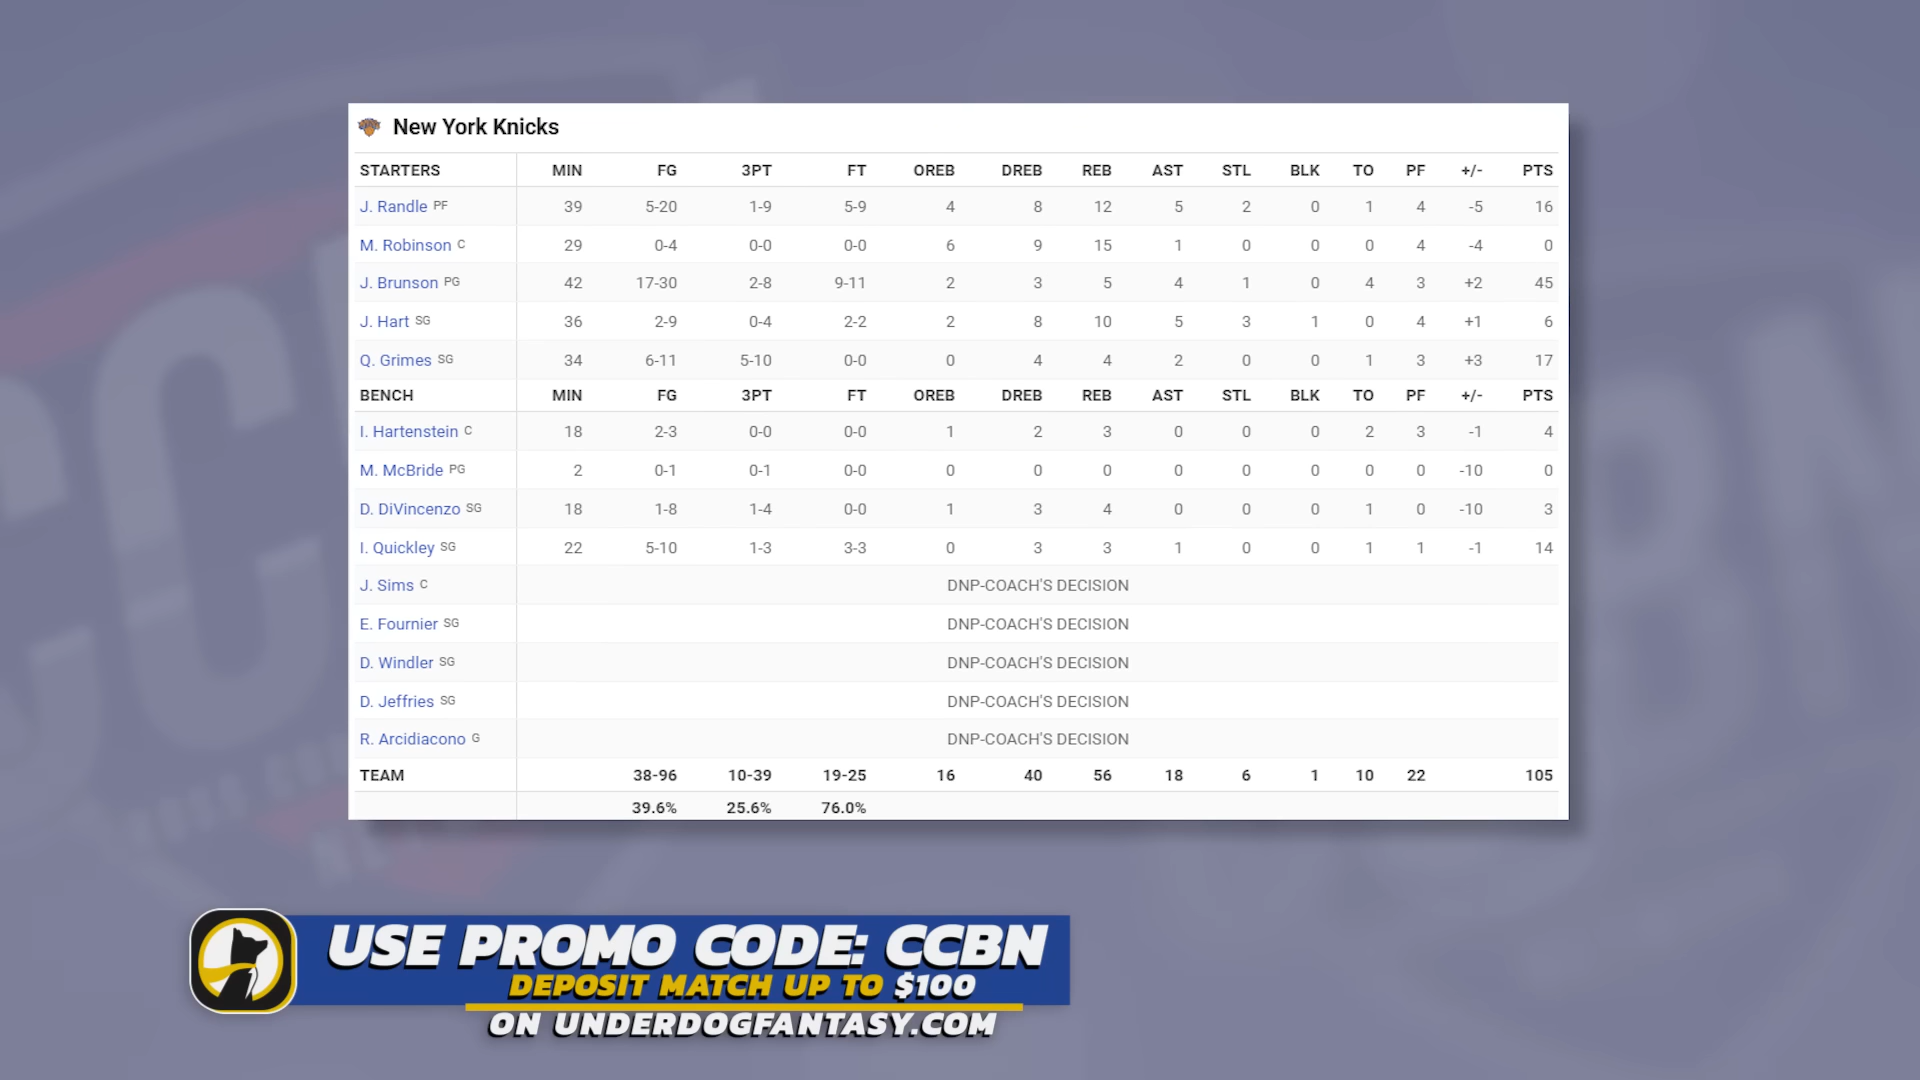 New York Knicks
STARTERS MIN FG 3PT FT OREB DREB REB AST STL BLK TO PF +/- PTS
J. Randle PF 39 5-20 1-9 5-9 4 8 12 5 2 0 1 4 -5 16
M. Robinson C 29 0-4 0-0 0-0 6 9 15 1 0 0 0 4 -4 0
J. Brunson PG 42 17-30 2-8 9-11 2 3 5 4 1 0 4 3 +2 45
J. Hart SG 36 2-9 0-4 2-2 2 8 10 5 3 1 0 4 +1 6
Q. Grimes SG 34 6-11 5-10 0-0 0 4 4 2 0 0 1 3 +3 17
BENCH MIN FG 3PT FT OREB DREB REB AST STL BLK TO PF +/- PTS
I. Hartenstein C 18 2-3 0-0 0-0 1 2 3 0 0 0 2 3 -1 4
M. McBride PG 2 0-1 0-1 0-0 0 0 0 0 0 0 0 0 -10 0
D. DiVincenzo SG 18 1-8 1-4 0-0 1 3 4 0 0 0 1 0 -10 3
I. Quickley SG 22 5-10 1-3 3-3 0 3 3 1 0 0 1 1 -1 14
J. Sims C DNP-COACH'S DECISION
E. Fournier SG DNP-COACH'S DECISION
D. Windler SG DNP-COACH'S DECISION
D. Jeffries SG DNP-COACH'S DECISION
R. Arcidiacono G DNP-COACH'S DECISION
TEAM 38-96 10-39 19-25 16 40 56 18 6 1 10 22 105
39.6% 25.6% 76.0%
USE PROMO CODE: CCBN
DEPOSIT MATCH UP TO $100
ON UNDERDOGFANTASY.COM